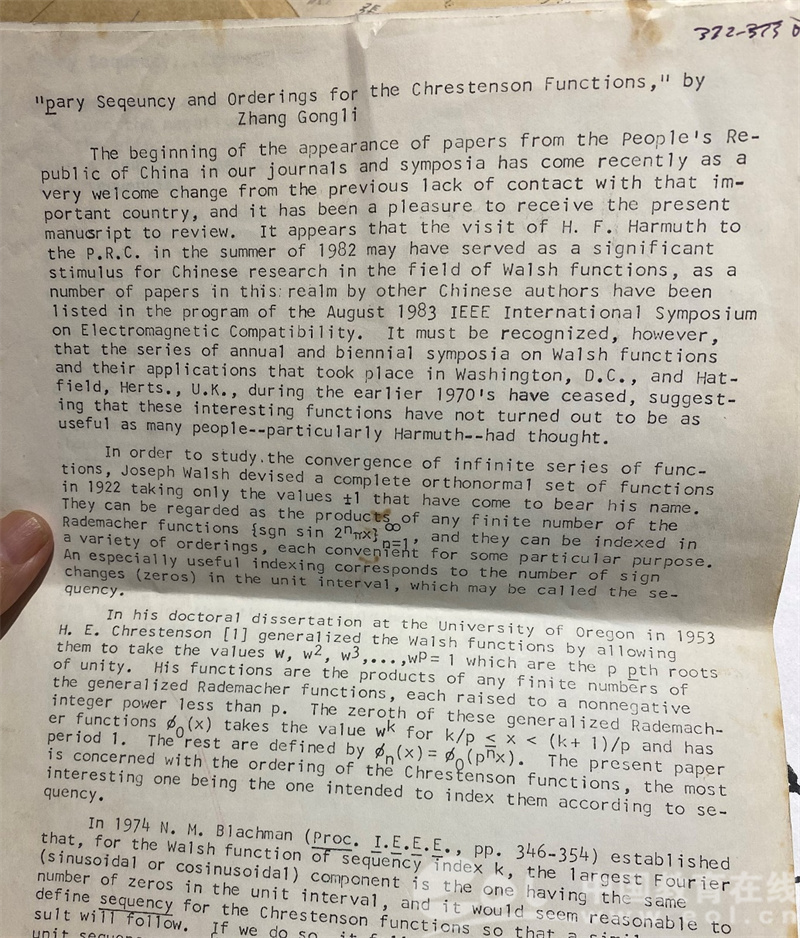 372-373
"pary Seqeuncy and Orderings for the Chrestenson Functions," by
Zhang Gongli
The beginning of the appearance of papers from the People's Re-
public of China in our journals and symposia has come recently as a
very welcome change from the previous lack of contact with that im-
portant country, and it has been a pleasure to receive the present
manuscript to review. It appears that the visit of H. F. Harmuth to
the P.R.C. in the summer of 1982 may have served as a significant
stimulus for Chinese research in the field of Walsh functions, as a
number of papers in this realm by other Chinese authors have been
listed in the program of the August 1983 IEEE International Symposium
on Electromagnetic Compatibility. It must be recognized, however,
that the series of annual and biennial symposia on Walsh functions
and their applications that took place in Washington, D.C., and Hat-
field, Herts., U.K., during the earlier 1970's have ceased, suggest-
ing that these interesting functions have not turned out to be as
useful as many people--particularly Harmuth--had thought.
In order to study the convergence of infinite series of func-
tions, Joseph Walsh devised a complete orthonormal set of functions
in 1922 taking only the values ±1 that have come to bear his name.
They can be regarded as the products of any finite number of the
Rademacher functions {sgn sin 2ⁿπx}∞n=1, and they can be indexed in
a variety of orderings, each convenient for some particular purpose.
An especially useful indexing corresponds to the number of sign
changes (zeros) in the unit interval, which may be called the se-
quency.
In his doctoral dissertation at the University of Oregon in 1953
H. E. Chrestenson [1] generalized the Walsh functions by allowing
them to take the values w, w², w³,...,wᵖ= 1 which are the p pth roots
of unity. His functions are the products of any finite numbers of
the generalized Rademacher functions, each raised to a nonnegative
integer power less than p. The zeroth of these generalized Rademach-
er functions ø₀(x) takes the value wᵏ for k/p ≤ x < (k+ 1)/p and has
period 1. The rest are defined by øₙ(x)= ø₀(pⁿx). The present paper
is concerned with the ordering of the Chrestenson functions, the most
interesting one being the one intended to index them according to se-
quency.
In 1974 N. M. Blachman (Proc. I.E.E.E., pp. 346-354) established
that, for the Walsh function of sequency index k, the largest Fourier
(sinusoidal or cosinusoidal) component is the one having the same
number of zeros in the unit interval, and it would seem reasonable to
define sequency for the Chrestenson functions so that a similar re-
sult will follow. If we do so, it